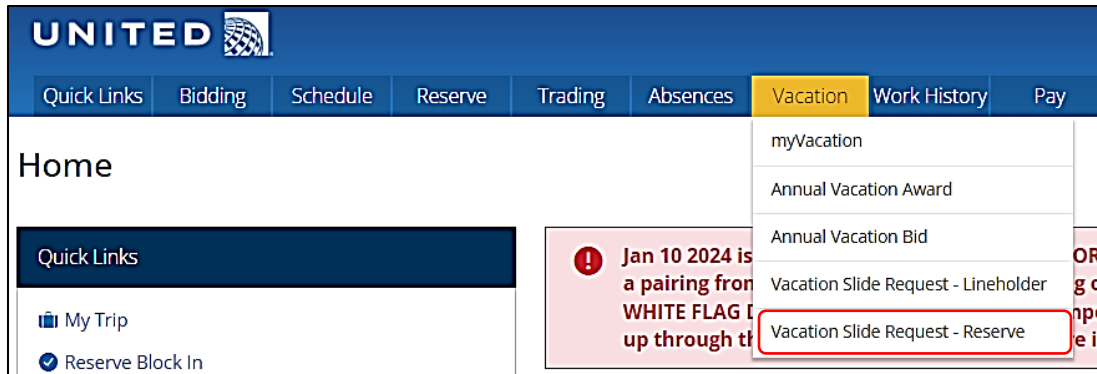 UNITED
Quick Links Bidding Schedule Reserve Trading Absences Vacation Work History Pay
myVacation
Annual Vacation Award
Annual Vacation Bid
Vacation Slide Request - Lineholder
Vacation Slide Request - Reserve
Home
Quick Links
My Trip
Reserve Block In
Jan 10 2024 is
a pairing from
WHITE FLAG
up through